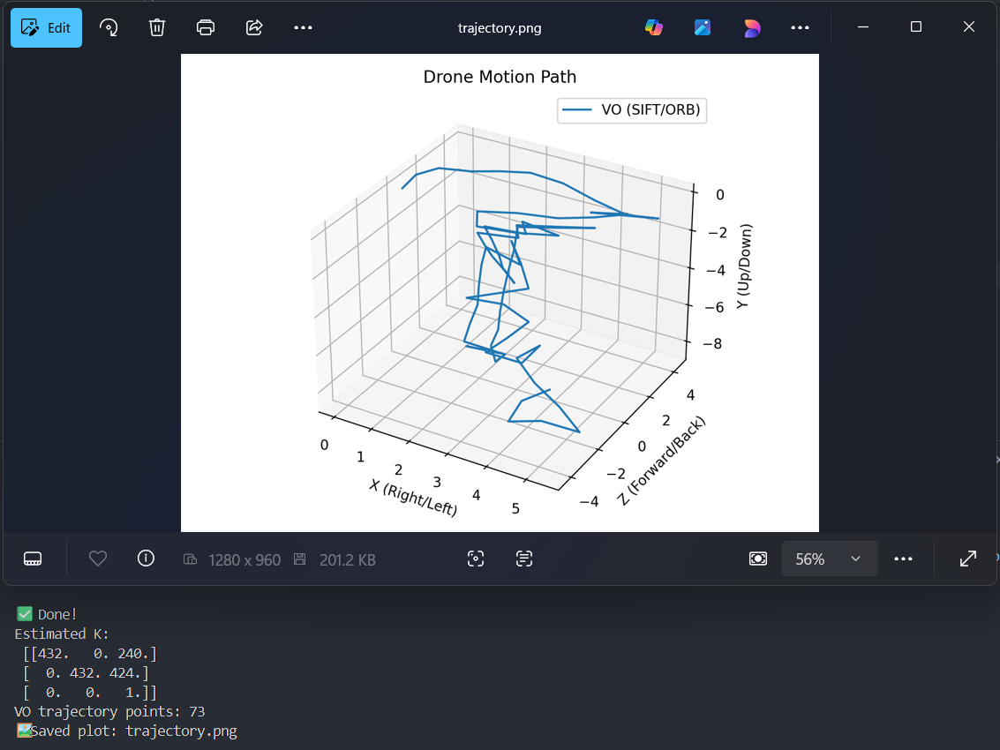 Edit
trajectory.png
Drone Motion Path
VO (SIFT/ORB)
0
−2
−4
−6
−8
Y (Up/Down)
4
2
0
−2
−4
Z (Forward/Back)
0
1
2
3
4
5
X (Right/Left)
1280 x 960
201.2 KB
56%
✅ Done!
Estimated K:
[[432.   0. 240.]
[  0. 432. 424.]
[  0.   0.   1.]]
VO trajectory points: 73
🖼️Saved plot: trajectory.png